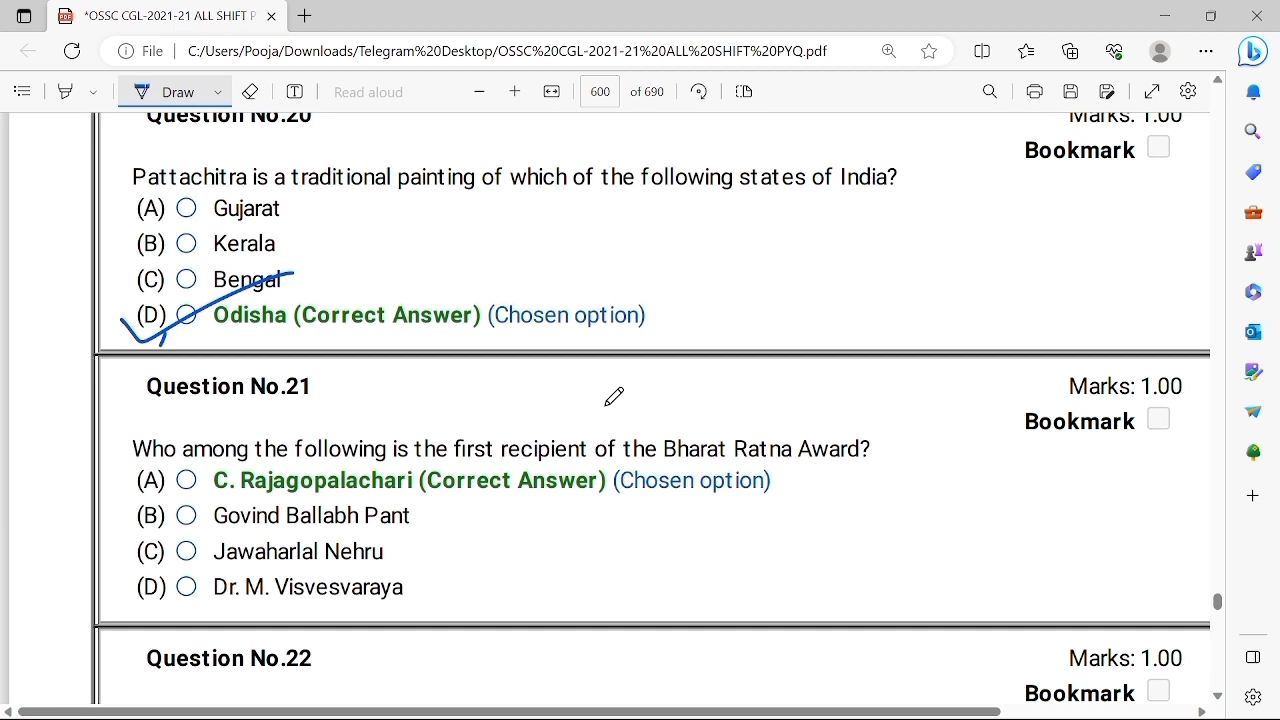 *OSSC CGL-2021-21 ALL SHIFT P
File
C:/Users/Pooja/Downloads/Telegram%20Desktop/OSSC%20CGL-2021-21%20ALL%20SHIFT%20PYQ.pdf
Draw
Read aloud
600
of 690
Question No.20
Marks: 1.00
Bookmark
Pattachitra is a traditional painting of which of the following states of India?
(A) Gujarat
(B) Kerala
(C) Bengal
(D) Odisha (Correct Answer) (Chosen option)
Question No.21
Marks: 1.00
Bookmark
Who among the following is the first recipient of the Bharat Ratna Award?
(A) C. Rajagopalachari (Correct Answer) (Chosen option)
(B) Govind Ballabh Pant
(C) Jawaharlal Nehru
(D) Dr. M. Visvesvaraya
Question No.22
Marks: 1.00
Bookmark